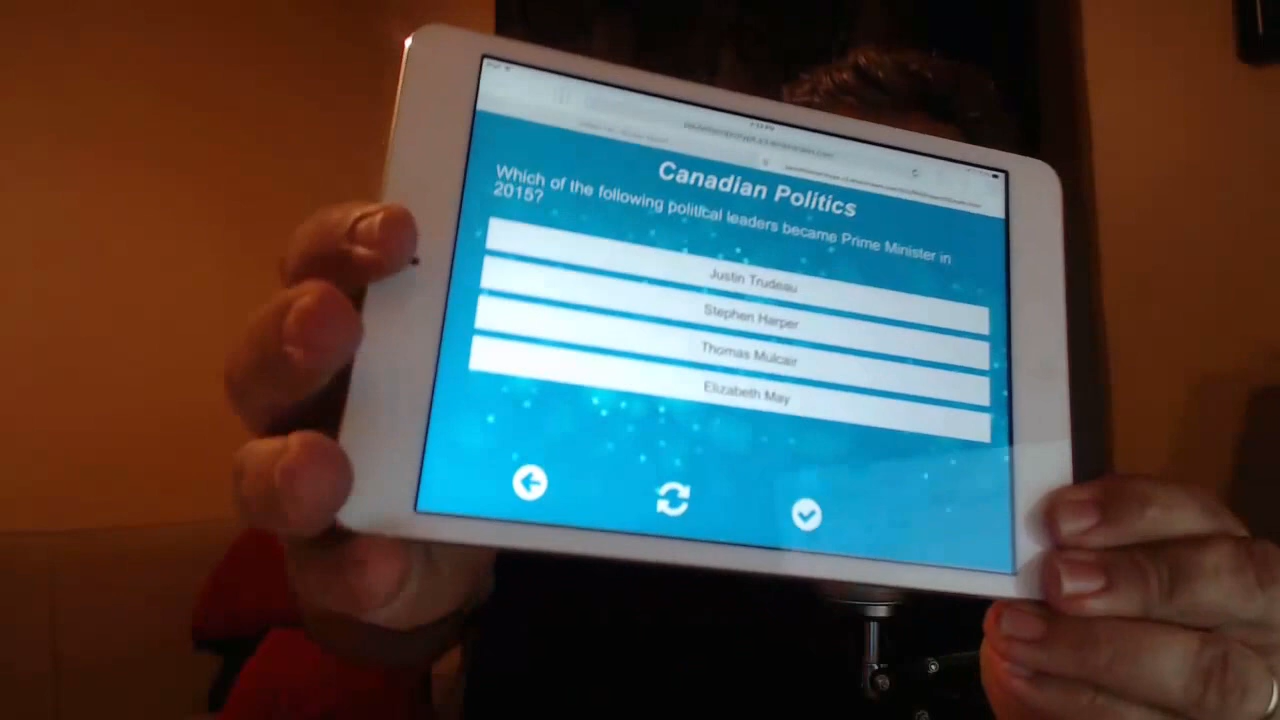 Canadian Politics
Which of the following political leaders became Prime Minister in
2015?
Justin Trudeau
Stephen Harper
Thomas Mulcair
Elizabeth May